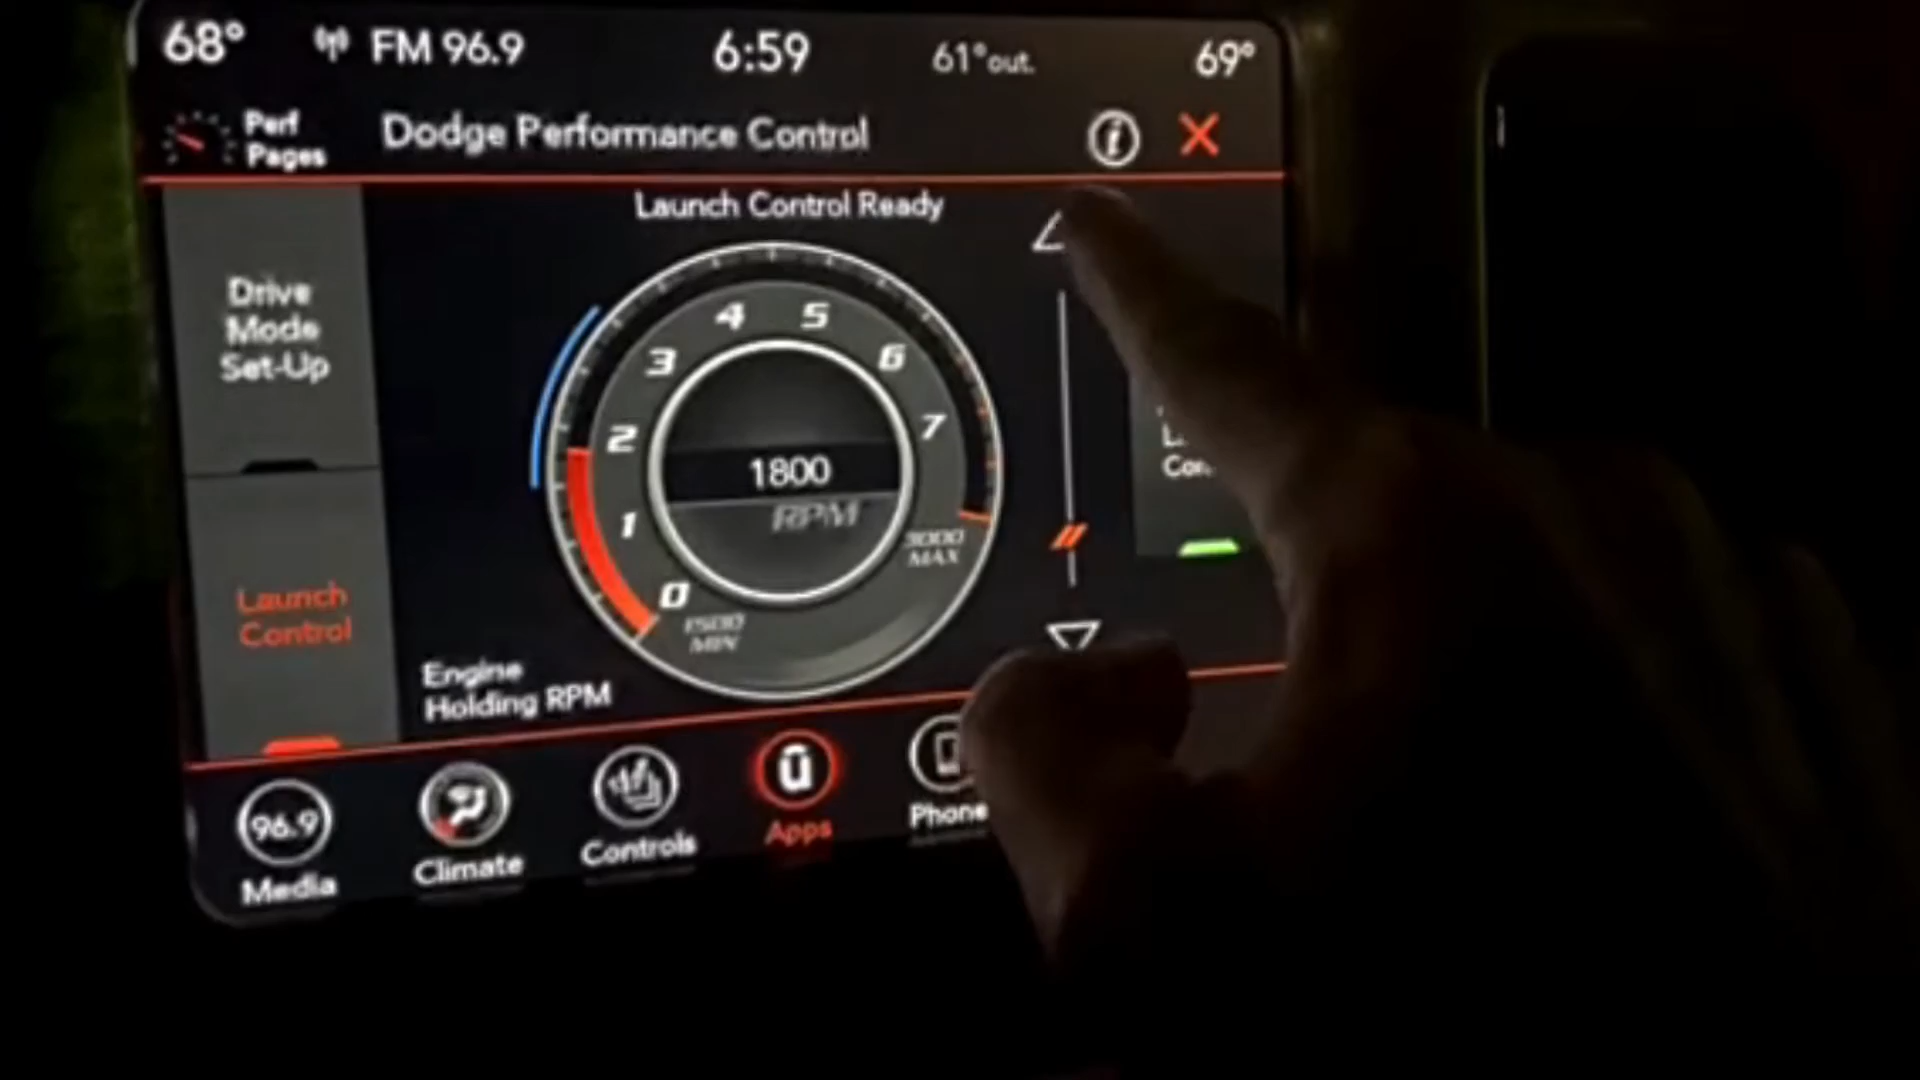 68°
FM 96.9
6:59
61°out.
69°
Perf
Pages
Dodge Performance Control
i
X
Launch Control Ready
Drive
Mode
Set-Up
Launch
Control
0
1
2
3
4
5
6
7
1800
RPM
1500
MIN
3000
MAX
Engine
Holding RPM
96.9
Media
Climate
Controls
Apps
Phone